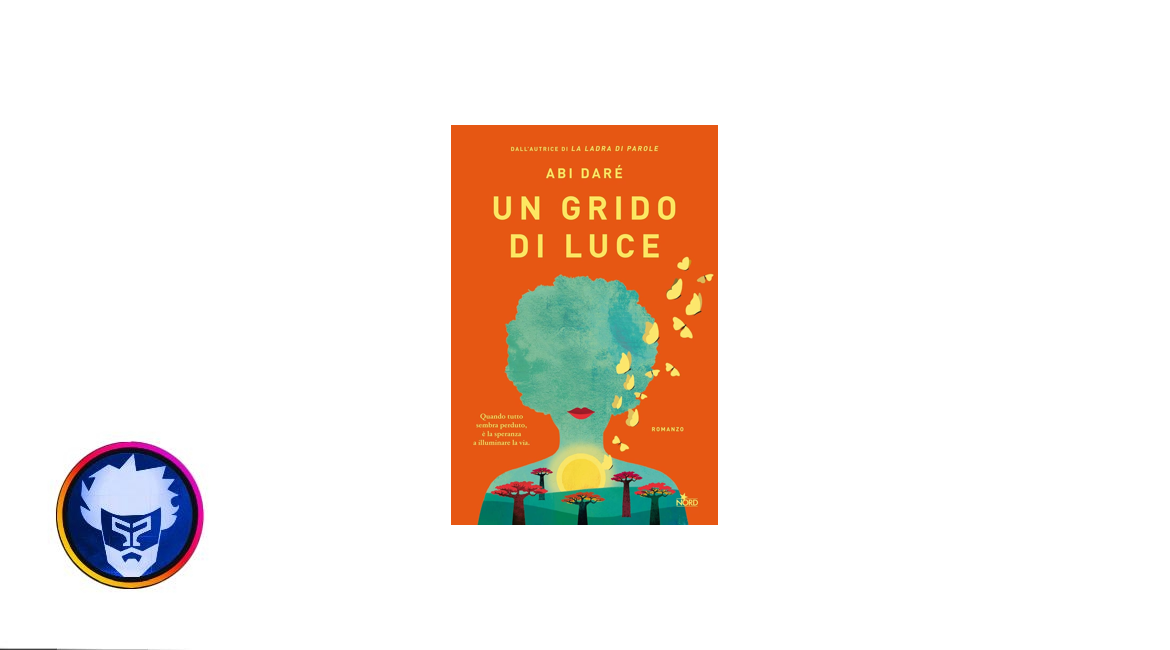 DALL'AUTRICE DI LA LADRA DI PAROLE
ABI DARÉ
UN GRIDO
DI LUCE
Quando tutto
sembra perduto,
è la speranza
a illuminare la via.
ROMANZO
NORD